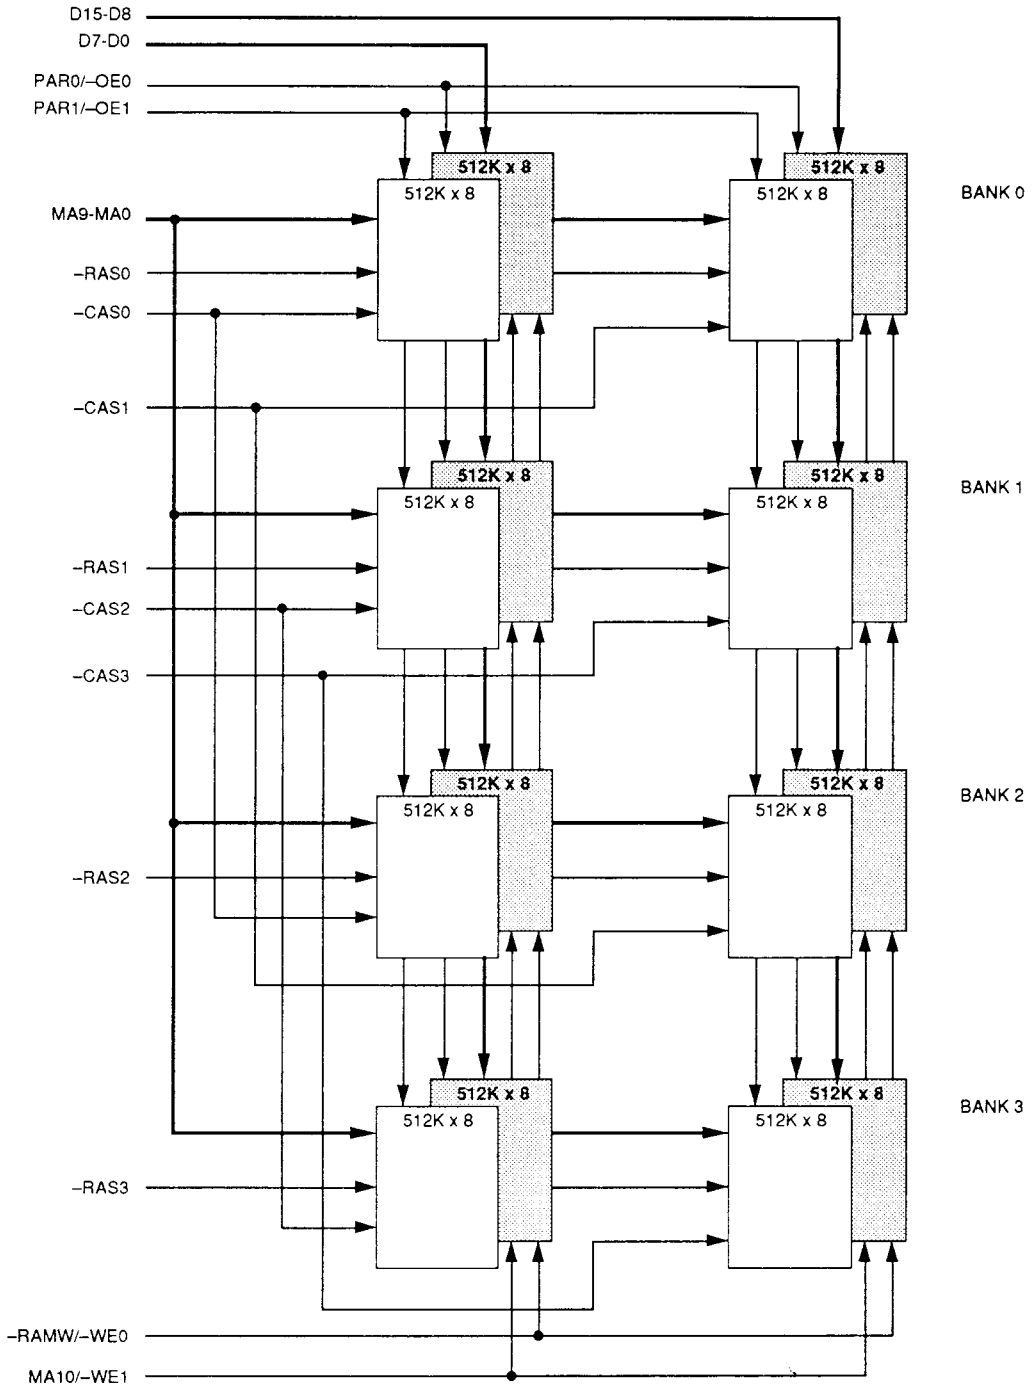 D15-D8
D7-D0
PAR0/–OE0
PAR1/–OE1
512K x 8
512K x 8
512K x 8
512K x 8
BANK 0
MA9-MA0
–RAS0
–CAS0
–CAS1
512K x 8
512K x 8
512K x 8
512K x 8
BANK 1
–RAS1
–CAS2
–CAS3
512K x 8
512K x 8
512K x 8
512K x 8
BANK 2
–RAS2
512K x 8
512K x 8
512K x 8
512K x 8
BANK 3
–RAS3
–RAMW/–WE0
MA10/–WE1